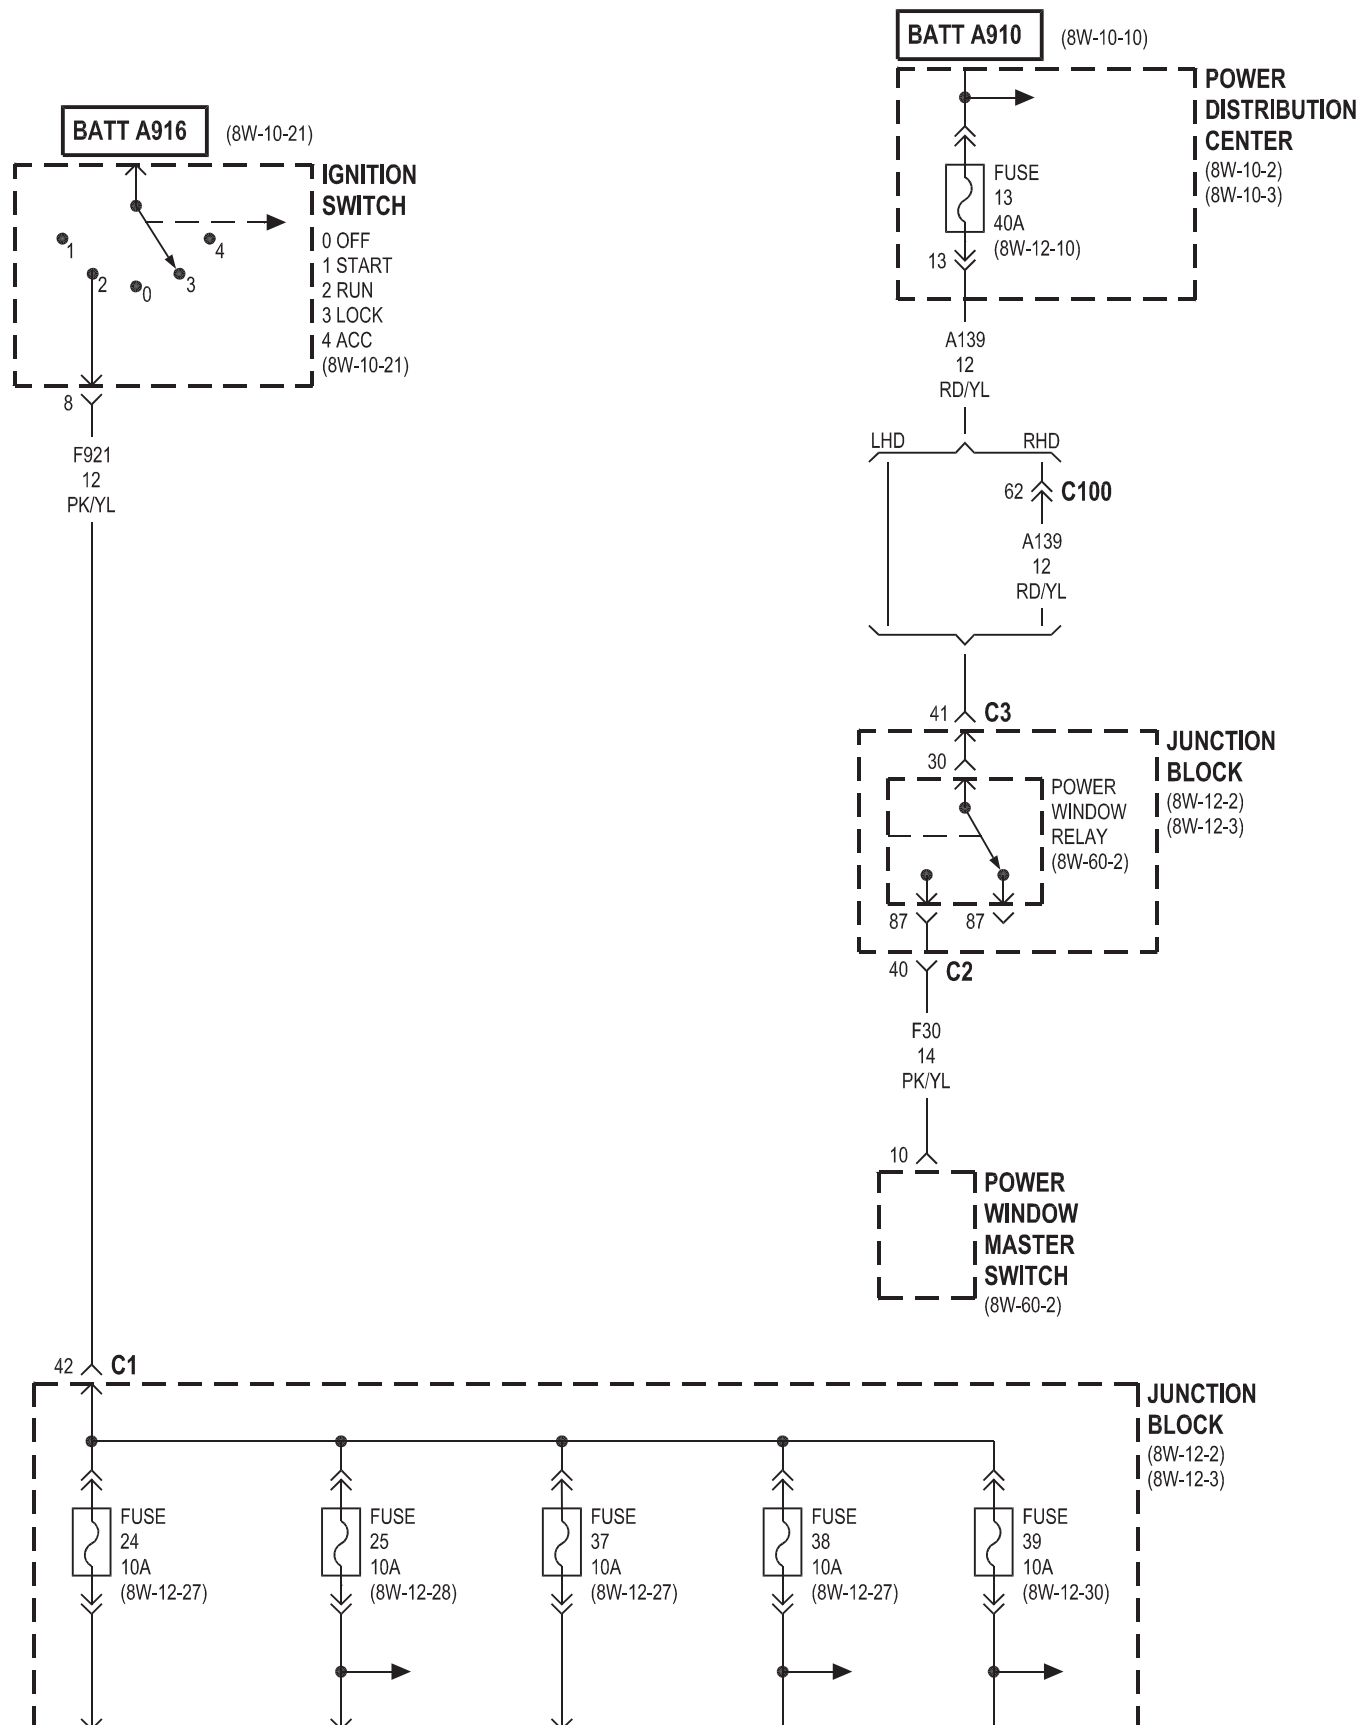 BATT A910 (8W-10-10)
POWER
DISTRIBUTION
CENTER
(8W-10-2)
(8W-10-3)
FUSE
13
40A
(8W-12-10)
13
BATT A916 (8W-10-21)
IGNITION
SWITCH
0 OFF
1 START
2 RUN
3 LOCK
4 ACC
(8W-10-21)
1
2
0
3
4
8
F921
12
PK/YL
A139
12
RD/YL
LHD RHD
62 C100
A139
12
RD/YL
41 C3
JUNCTION
BLOCK
(8W-12-2)
(8W-12-3)
30
POWER
WINDOW
RELAY
(8W-60-2)
87 87
40 C2
F30
14
PK/YL
10
POWER
WINDOW
MASTER
SWITCH
(8W-60-2)
42 C1
JUNCTION
BLOCK
(8W-12-2)
(8W-12-3)
FUSE
24
10A
(8W-12-27)
FUSE
25
10A
(8W-12-28)
FUSE
37
10A
(8W-12-27)
FUSE
38
10A
(8W-12-27)
FUSE
39
10A
(8W-12-30)